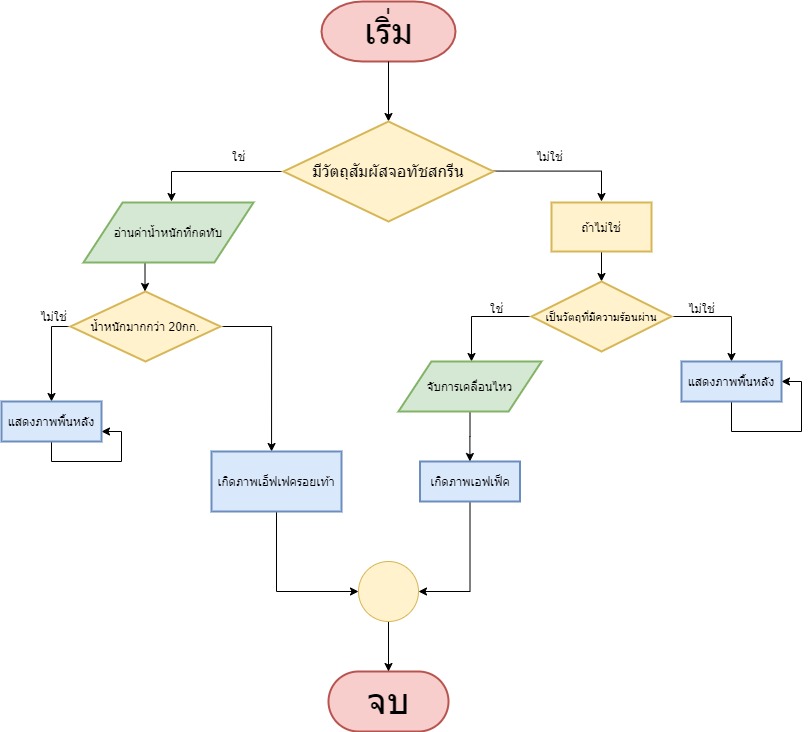 เริ่ม
มีวัตถุสัมผัสจอทัชสกรีน
ใช่
ไม่ใช่
อ่านค่าน้ำหนักที่กดทับ
ถ้าไม่ใช่
น้ำหนักมากกว่า 20กก.
ไม่ใช่
เป็นวัตถุที่มีความร้อนผ่าน
ใช่
ไม่ใช่
แสดงภาพพื้นหลัง
จับการเคลื่อนไหว
แสดงภาพพื้นหลัง
เกิดภาพเอ็ฟเฟครอยเท้า
เกิดภาพเอฟเฟ็ค
จบ